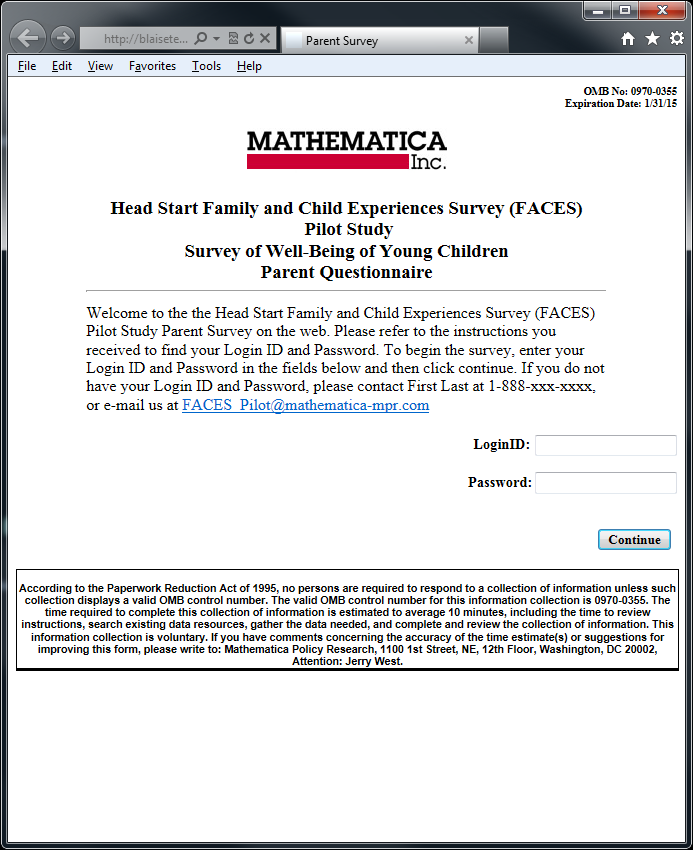 http://blaisete...
Parent Survey
File Edit View Favorites Tools Help
OMB No: 0970-0355
Expiration Date: 1/31/15
MATHEMATICA
Inc.
Head Start Family and Child Experiences Survey (FACES)
Pilot Study
Survey of Well-Being of Young Children
Parent Questionnaire
Welcome to the the Head Start Family and Child Experiences Survey (FACES)
Pilot Study Parent Survey on the web. Please refer to the instructions you
received to find your Login ID and Password. To begin the survey, enter your
Login ID and Password in the fields below and then click continue. If you do not
have your Login ID and Password, please contact First Last at 1-888-xxx-xxxx,
or e-mail us at FACES_Pilot@mathematica-mpr.com
LoginID:
Password:
Continue
According to the Paperwork Reduction Act of 1995, no persons are required to respond to a collection of information unless such
collection displays a valid OMB control number. The valid OMB control number for this information collection is 0970-0355. The
time required to complete this collection of information is estimated to average 10 minutes, including the time to review
instructions, search existing data resources, gather the data needed, and complete and review the collection of information. This
information collection is voluntary. If you have comments concerning the accuracy of the time estimate(s) or suggestions for
improving this form, please write to: Mathematica Policy Research, 1100 1st Street, NE, 12th Floor, Washington, DC 20002,
Attention: Jerry West.